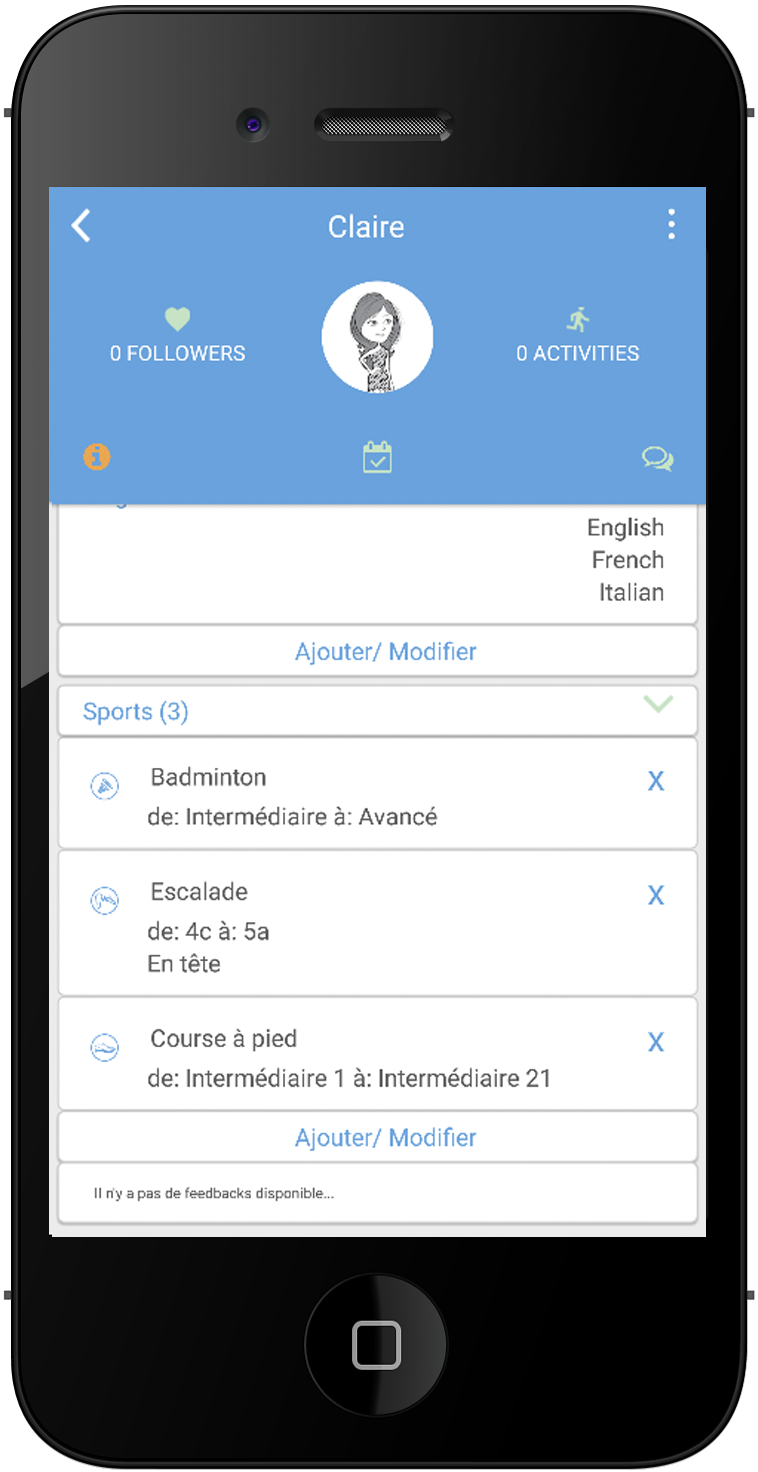 Claire
0 FOLLOWERS
0 ACTIVITIES
English
French
Italian
Ajouter/ Modifier
Sports (3)
Badminton
X
de: Intermédiaire à: Avancé
Escalade
X
de: 4c à: 5a
En tête
Course à pied
X
de: Intermédiaire 1 à: Intermédiaire 21
Ajouter/ Modifier
Il n'y a pas de feedbacks disponible...